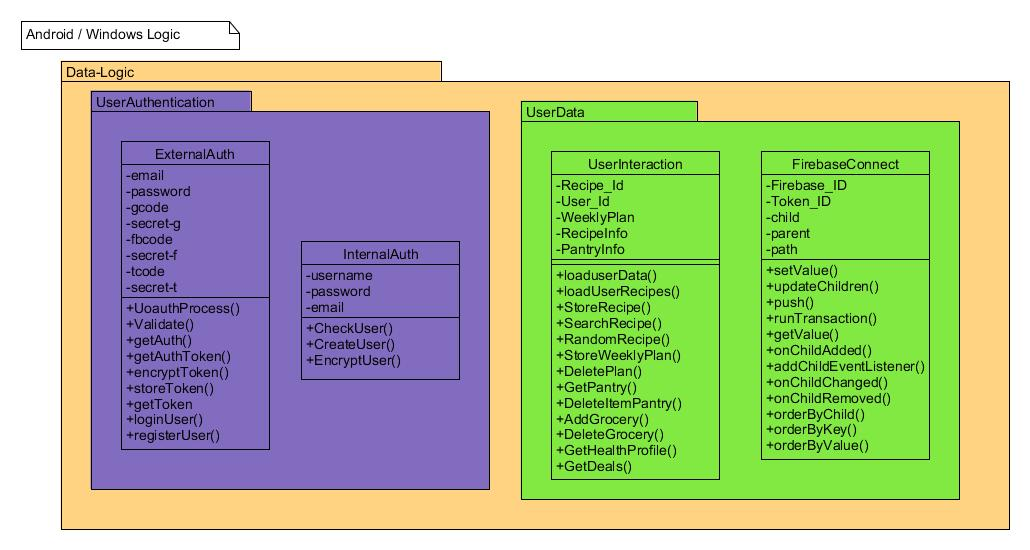 Android / Windows Logic
Data-Logic
UserAuthentication
ExternalAuth
-email
-password
-gcode
-secret-g
-fbcode
-secret-f
-tcode
-secret-t
+UoauthProcess()
+Validate()
+getAuth()
+getAuthToken()
+encryptToken()
+storeToken()
+getToken
+loginUser()
+registerUser()
InternalAuth
-username
-password
-email
+CheckUser()
+CreateUser()
+EncryptUser()
UserData
UserInteraction
-Recipe_Id
-User_Id
-WeeklyPlan
-RecipeInfo
-PantryInfo
+loaduserData()
+loadUserRecipes()
+StoreRecipe()
+SearchRecipe()
+RandomRecipe()
+StoreWeeklyPlan()
+DeletePlan()
+GetPantry()
+DeleteItemPantry()
+AddGrocery()
+DeleteGrocery()
+GetHealthProfile()
+GetDeals()
FirebaseConnect
-Firebase_ID
-Token_ID
-child
-parent
-path
+setValue()
+updateChildren()
+push()
+runTransaction()
+getValue()
+onChildAdded()
+addChildEventListener()
+onChildChanged()
+onChildRemoved()
+orderByChild()
+orderByKey()
+orderByValue()